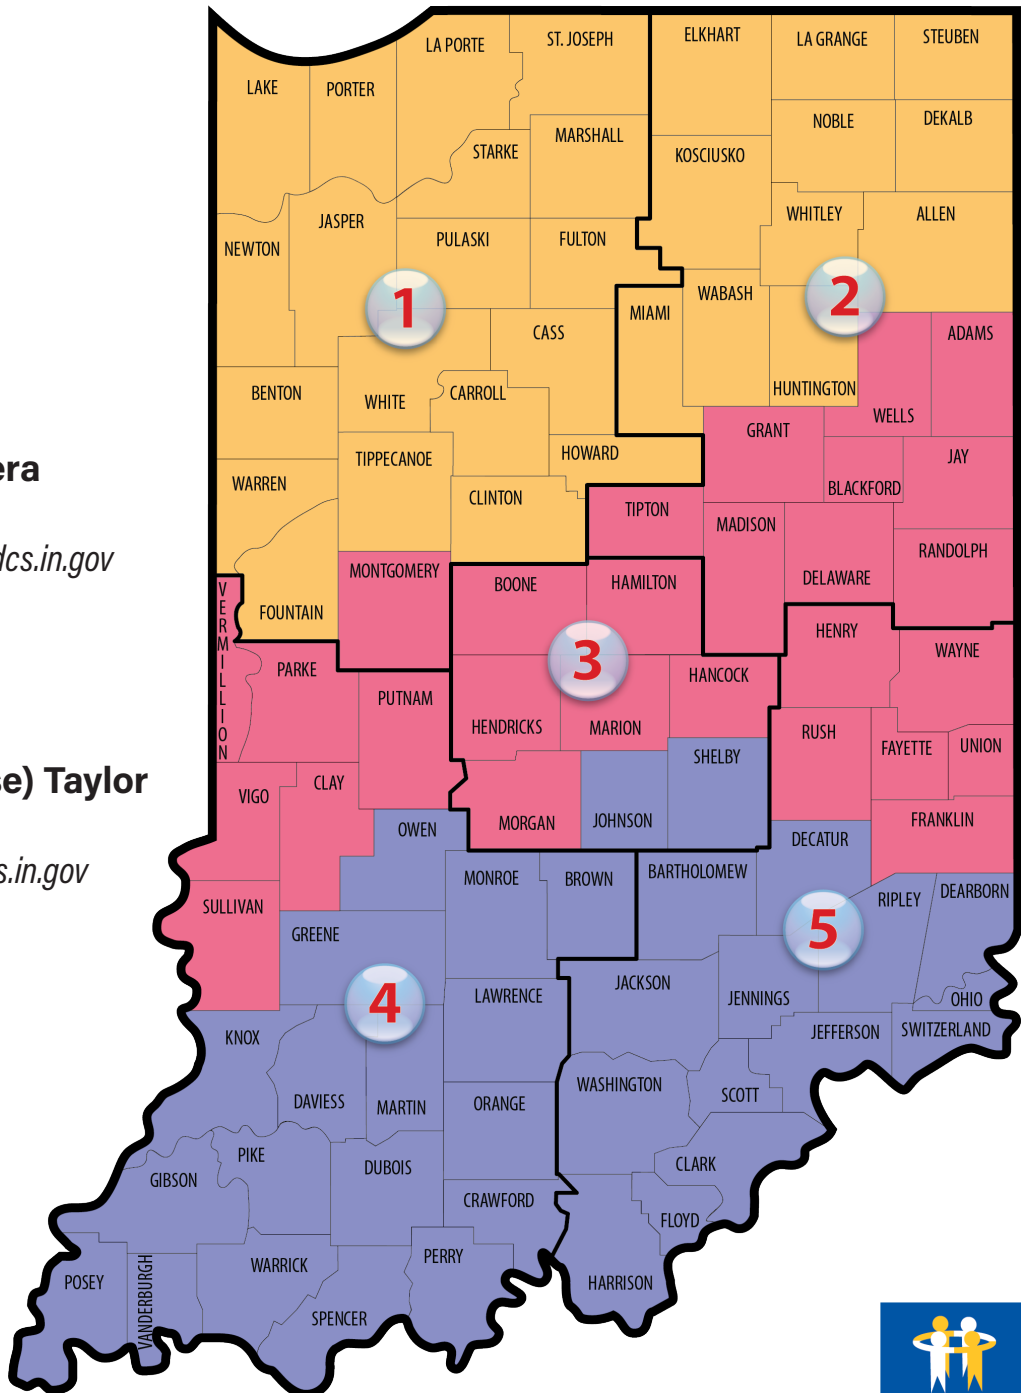 ST. JOSEPH
ELKHART
LA GRANGE
STEUBEN
LA PORTE
LAKE
PORTER
NOBLE
DEKALB
MARSHALL
STARKE
KOSCIUSKO
WHITLEY
ALLEN
JASPER
NEWTON
PULASKI
FULTON
1
2
WABASH
MIAMI
CASS
ADAMS
BENTON
WHITE
CARROLL
HUNTINGTON
WELLS
GRANT
HOWARD
TIPPECANOE
JAY
era
WARREN
CLINTON
BLACKFORD
TIPTON
MADISON
dcs.in.gov
RANDOLPH
MONTGOMERY
BOONE
HAMILTON
DELAWARE
VERMILLION
FOUNTAIN
HENRY
WAYNE
3
PARKE
HANCOCK
PUTNAM
HENDRICKS
MARION
RUSH
FAYETTE
UNION
SHELBY
se) Taylor
CLAY
VIGO
MORGAN
JOHNSON
FRANKLIN
OWEN
DECATUR
s.in.gov
MONROE
BROWN
BARTHOLOMEW
RIPLEY
DEARBORN
SULLIVAN
GREENE
5
JACKSON
LAWRENCE
JENNINGS
OHIO
4
KNOX
JEFFERSON
SWITZERLAND
WASHINGTON
SCOTT
DAVIESS
MARTIN
ORANGE
PIKE
DUBOIS
CLARK
GIBSON
CRAWFORD
FLOYD
PERRY
WARRICK
POSEY
VANDERBURGH
HARRISON
SPENCER